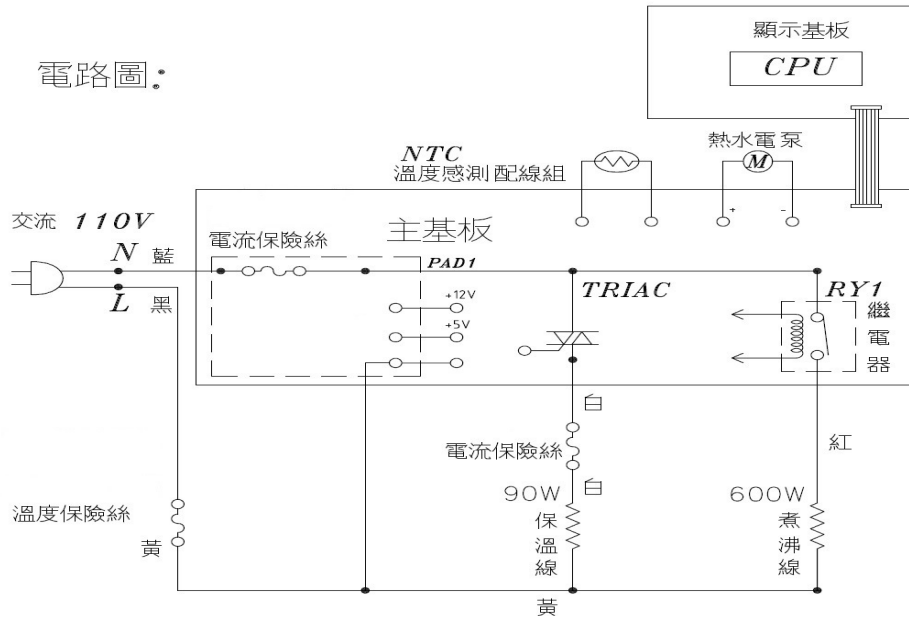 顯示基板
CPU
電路圖:
熱水電泵
NTC
溫度感測配線組
M
+
-
交流 110V
主基板
電流保險絲
N 藍
PAD1
L 黑
TRIAC
RY1
+12V
+5V
繼電器
白
紅
電流保險絲
白
90W
保溫線
600W
煮沸線
溫度保險絲
黃
黃